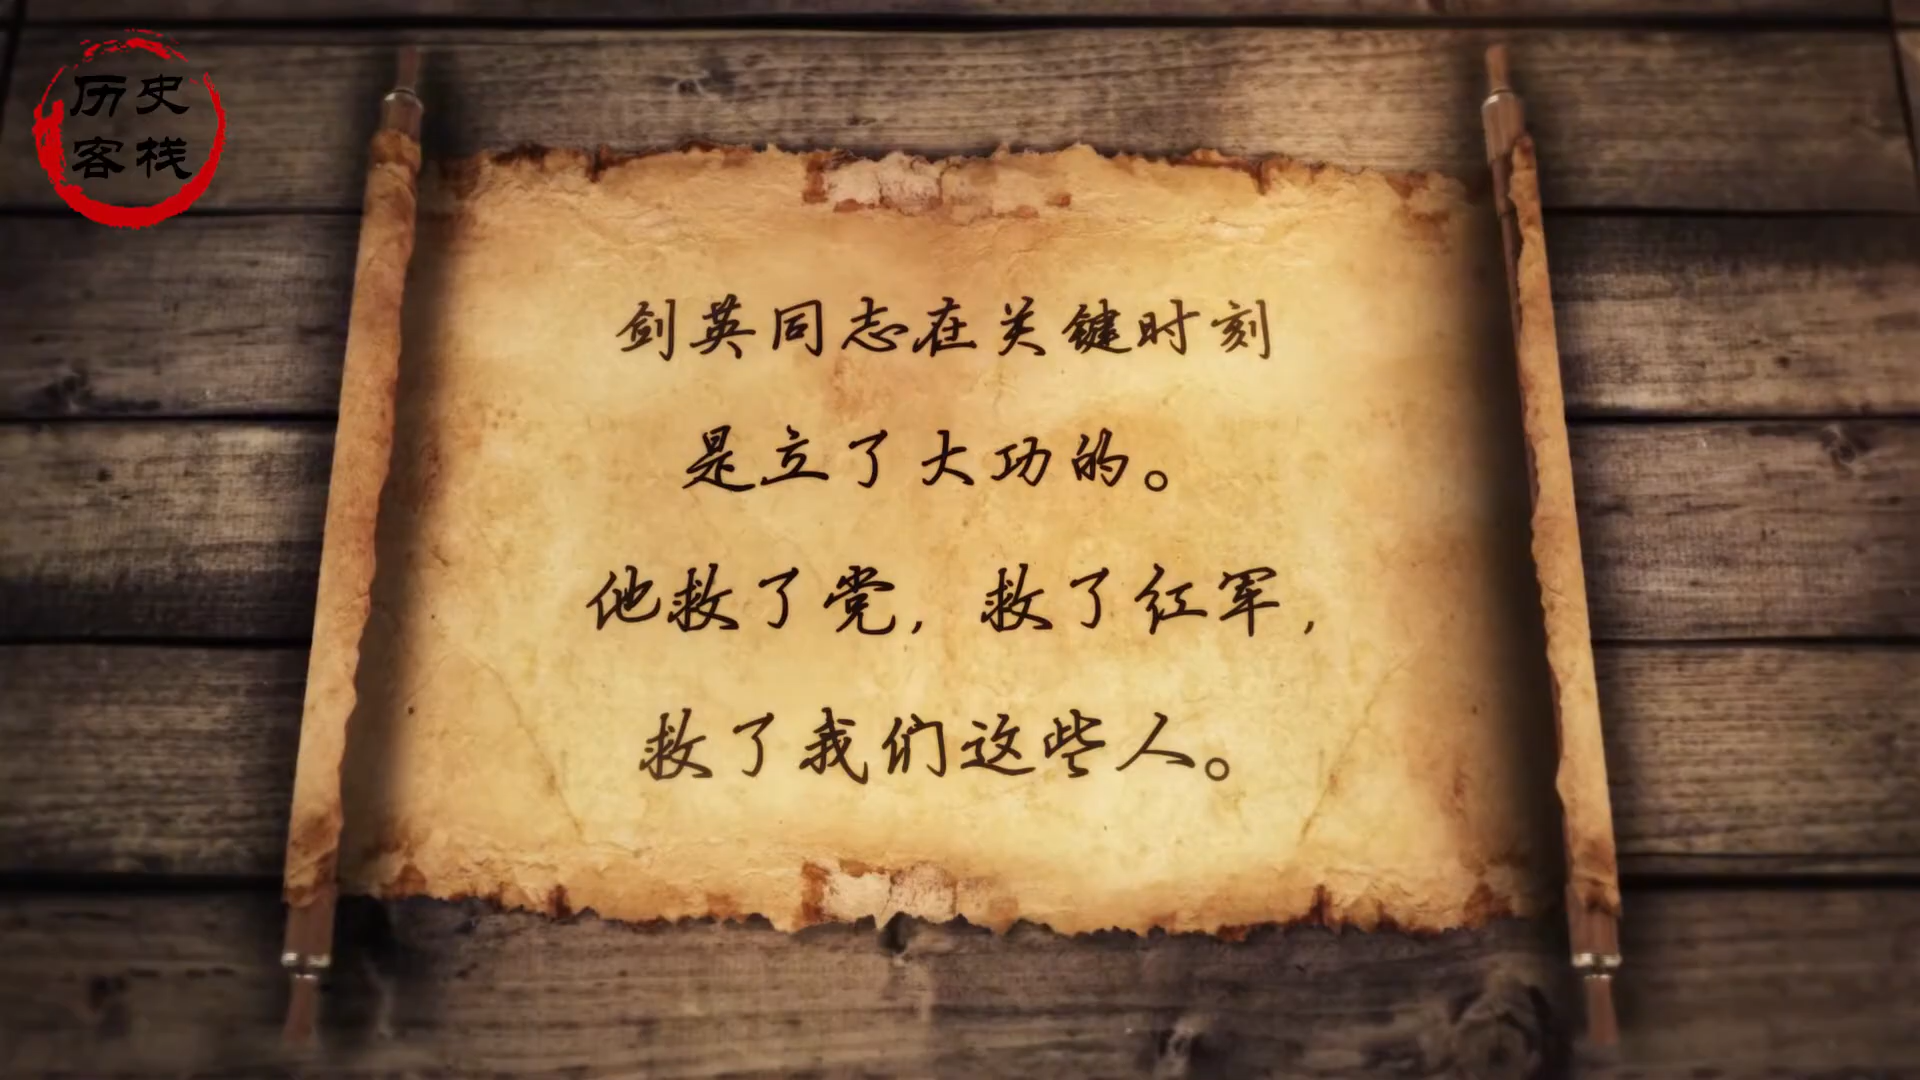 历史
客栈
剑英同志在关键时刻
是立了大功的。
他救了党，救了红军，
救了我们这些人。